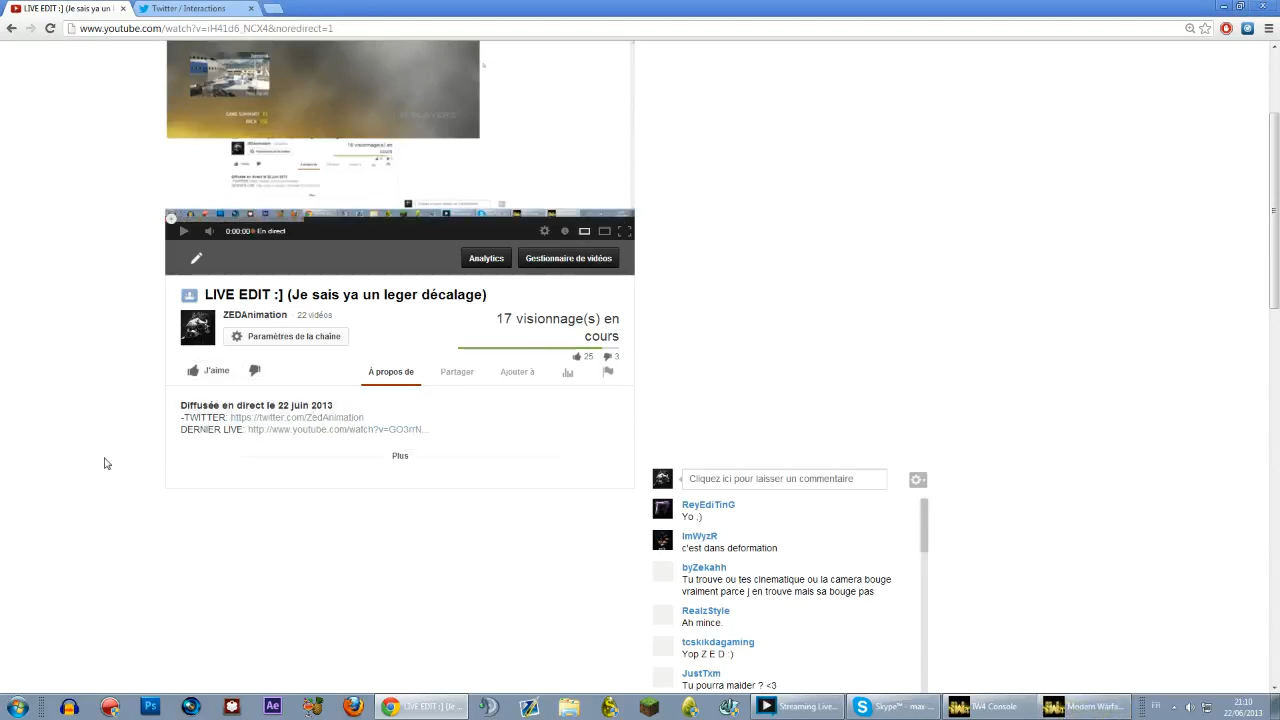 LIVE EDIT :] (Je sais ya un l
Twitter / Interactions
www.youtube.com/watch?v=iH41d6_NCX4&noredirect=1
16 visionnage(s) en
cours
0:00:00 En direct
Analytics
Gestionnaire de vidéos
LIVE EDIT :] (Je sais ya un leger décalage)
ZEDAnimation 22 vidéos
Paramètres de la chaîne
17 visionnage(s) en
cours
25 3
J'aime
À propos de Partager Ajouter à
Diffusée en direct le 22 juin 2013
-TWITTER: https://twitter.com/ZedAnimation
DERNIER LIVE: http://www.youtube.com/watch?v=GO3rrN...
Plus
Cliquez ici pour laisser un commentaire
ReyEdiTinG
Yo ;)
ImWyzR
c'est dans deformation
byZekahh
Tu trouve ou tes cinematique ou la camera bouge
vraiment parce j en trouve mais sa bouge pas
RealzStyle
Ah mince.
tcskikdagaming
Yop Z E D :)
JustTxm
Tu pourra maider ? <3
LIVE EDIT :] (Je ...
Streaming Live...
Skype™ - max-...
IW4 Console
Modern Warfa...
FR
21:10
22/06/2013